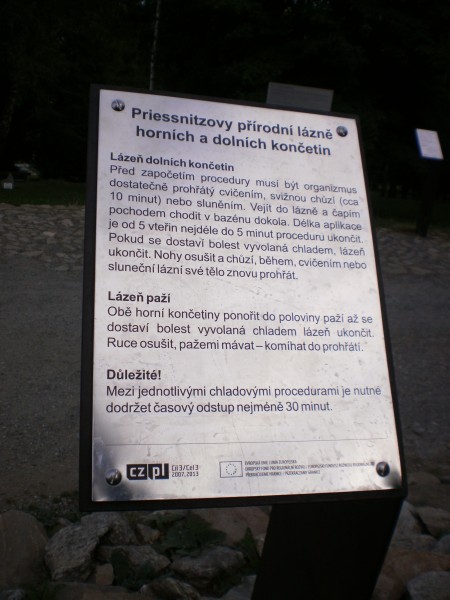 Priessnitzovy přírodní lázně
horních a dolních končetin
Lázeň dolních končetin
Před započetím procedury musí být organizmus
dostatečně prohřátý cvičením, svižnou chůzí (cca
10 minut) nebo sluněním. Vejít do lázně a čapím
pochodem chodit v bazénu dokola. Délka aplikace
je od 5 vteřin nejdéle do 5 minut proceduru ukončit.
Pokud se dostaví bolest vyvolaná chladem, lázeň
ukončit. Nohy osušit a chůzí, během, cvičením nebo
sluneční lázní své tělo znovu prohřát.
Lázeň paží
Obě horní končetiny ponořit do poloviny paží až se
dostaví bolest vyvolaná chladem lázeň ukončit.
Ruce osušit, pažemi mávat – komíhat do prohřátí.
Důležité!
Mezi jednotlivými chladovými procedurami je nutné
dodržet časový odstup nejméně 30 minut.
cz pl Cíl 3/Cel 3
2007-2013